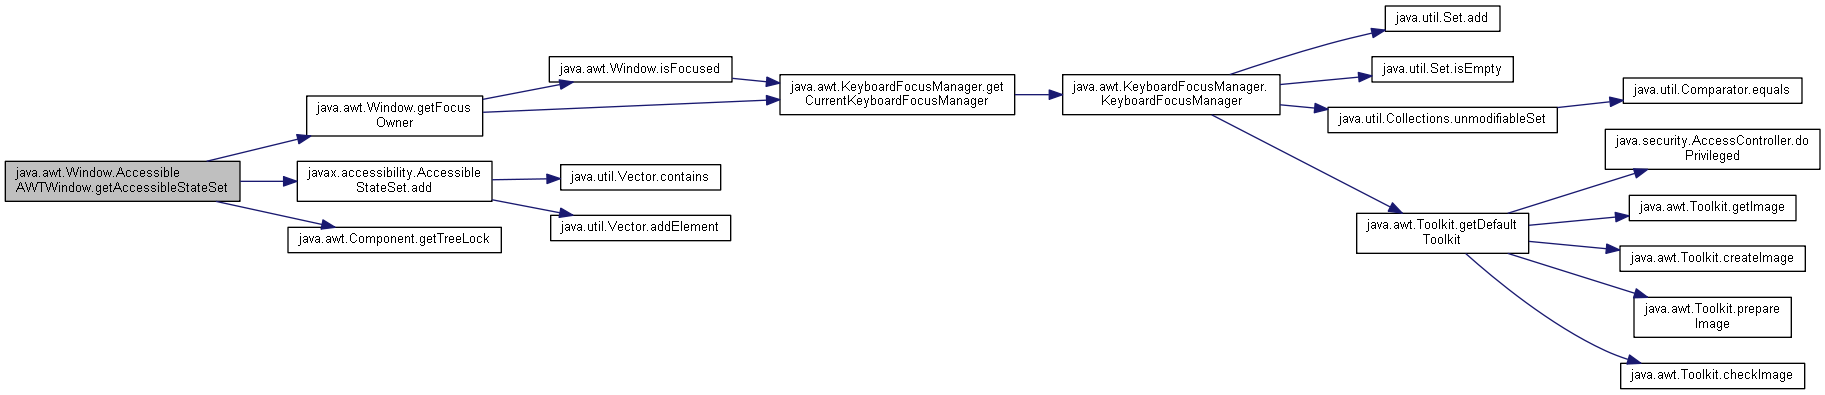 java.awt.Window.Accessible
AWTWindow.getAccessibleStateSet
java.awt.Window.getFocus
Owner
javax.accessibility.Accessible
StateSet.add
java.awt.Component.getTreeLock
java.awt.Window.isFocused
java.util.Vector.contains
java.util.Vector.addElement
java.awt.KeyboardFocusManager.get
CurrentKeyboardFocusManager
java.awt.KeyboardFocusManager.
KeyboardFocusManager
java.util.Set.add
java.util.Set.isEmpty
java.util.Collections.unmodifiableSet
java.awt.Toolkit.getDefault
Toolkit
java.util.Comparator.equals
java.security.AccessController.do
Privileged
java.awt.Toolkit.getImage
java.awt.Toolkit.createImage
java.awt.Toolkit.prepare
Image
java.awt.Toolkit.checkImage